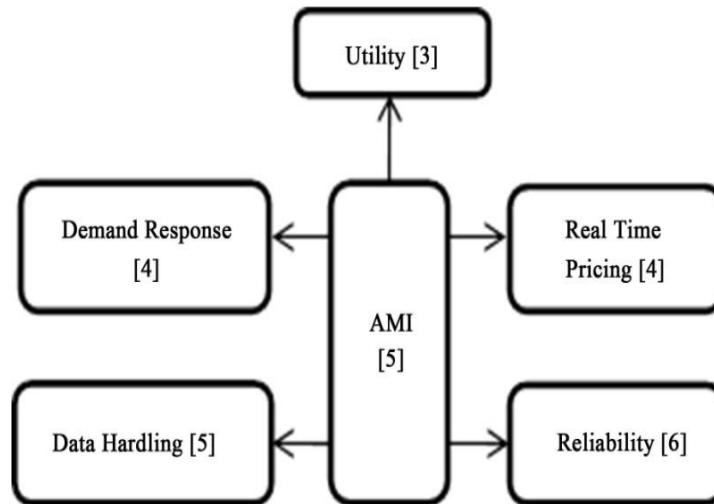 Utility [3]
Demand Response
[4]
Real Time
Pricing [4]
AMI
[5]
Data Hardling [5]
Reliability [6]